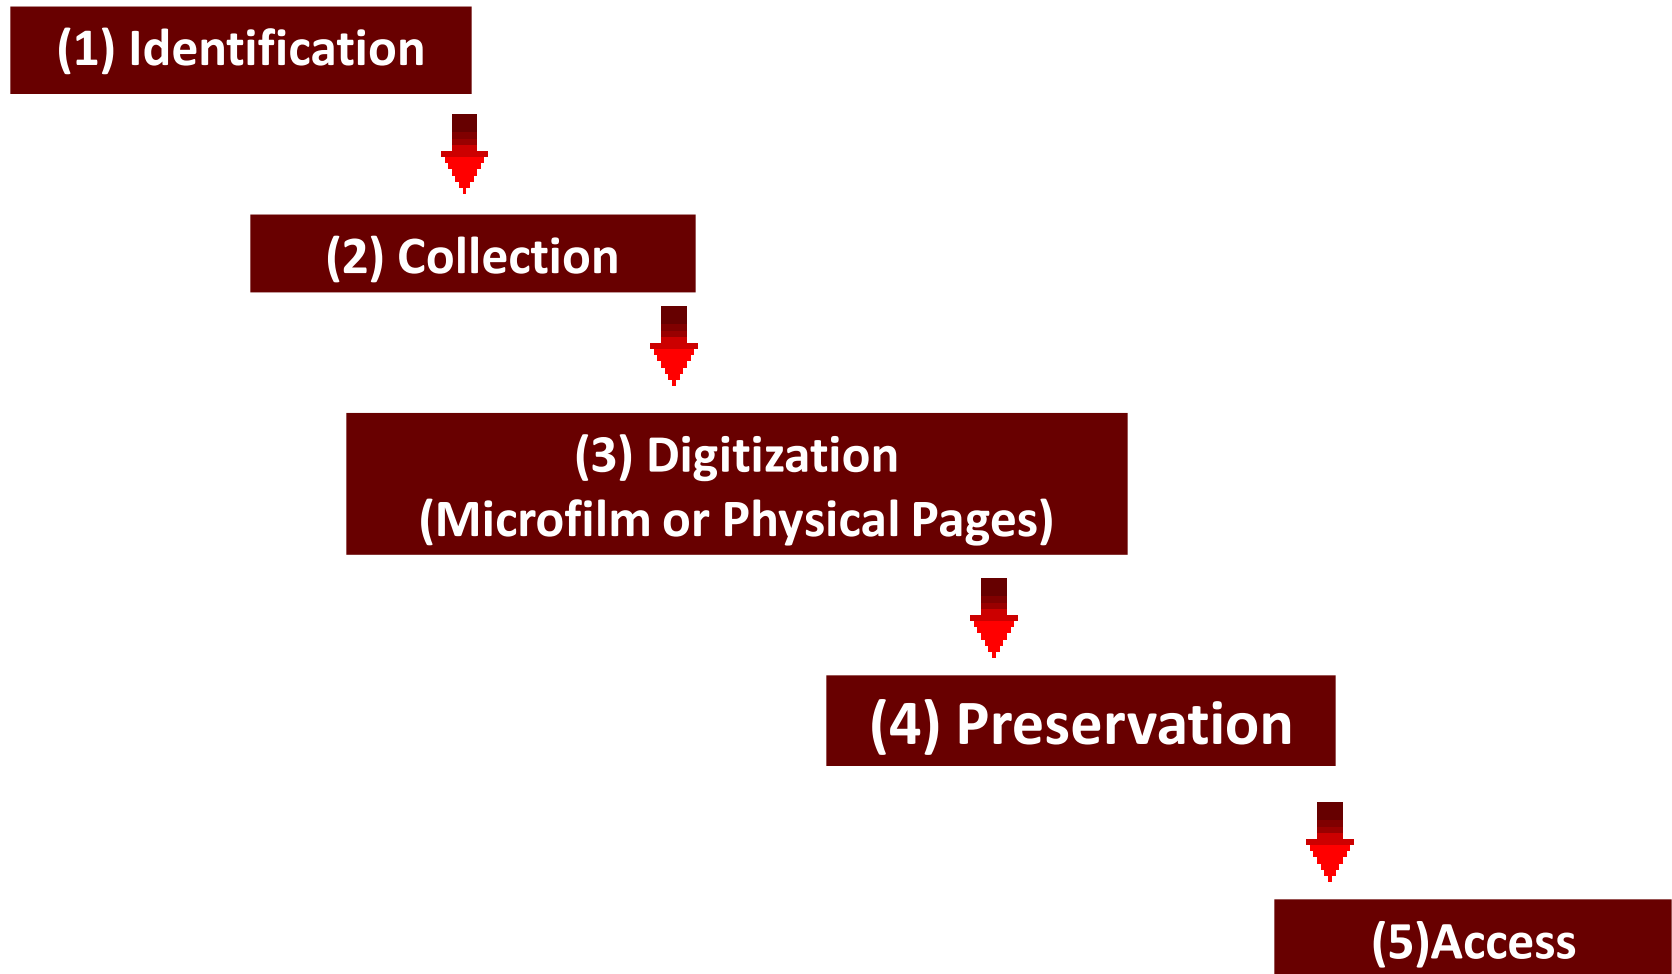 (1) Identification
(2) Collection
(3) Digitization
(Microfilm or Physical Pages)
(4) Preservation
(5)Access